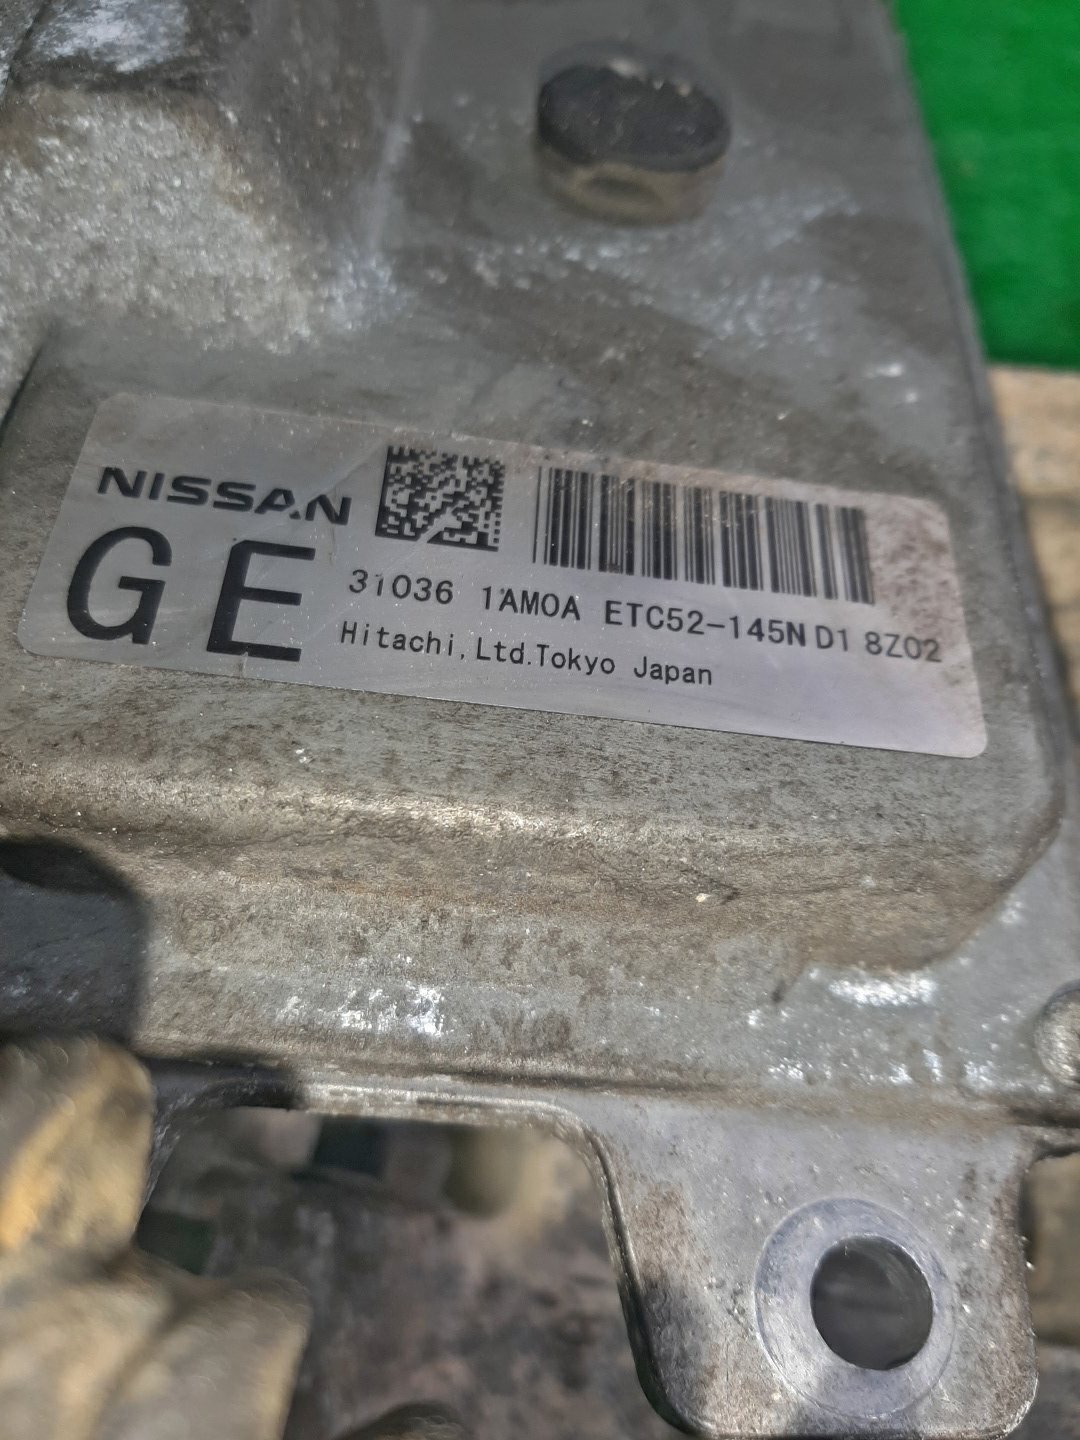 NISSAN
GE
31036 1AM0A ETC52-145N D1 8Z02
Hitachi,Ltd.Tokyo Japan